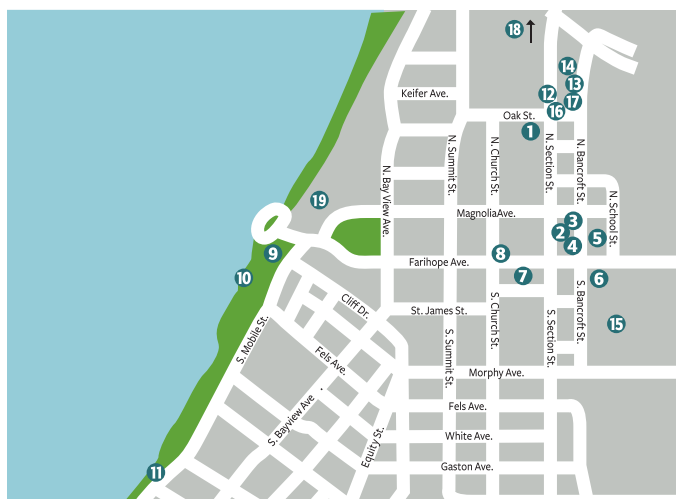 18
14
13
Keifer Ave.
12
17
16
Oak St.
1
N. Summit St.
N. Church St.
N. Section St.
N. Bancroft St.
N. Bay View Ave.
N. School St.
19
MagnoliaAve.
3
2
5
4
9
8
Farihope Ave.
10
7
6
Cliff Dr.
St. James St.
S. Church St.
S. Section St.
S. Bancroft St.
15
S. Mobile St.
Fels Ave.
S. Summit St.
Morphy Ave.
S. Bayview Ave
Fels Ave.
Equity St.
White Ave.
Gaston Ave.
11